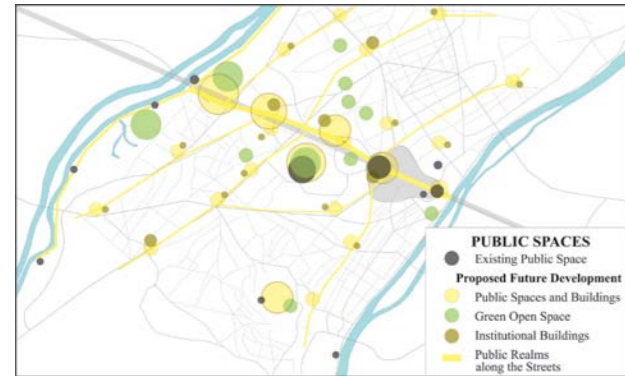 PUBLIC SPACES
Existing Public Space
Proposed Future Development
Public Spaces and Buildings
Green Open Space
Institutional Buildings
Public Realms
along the Streets